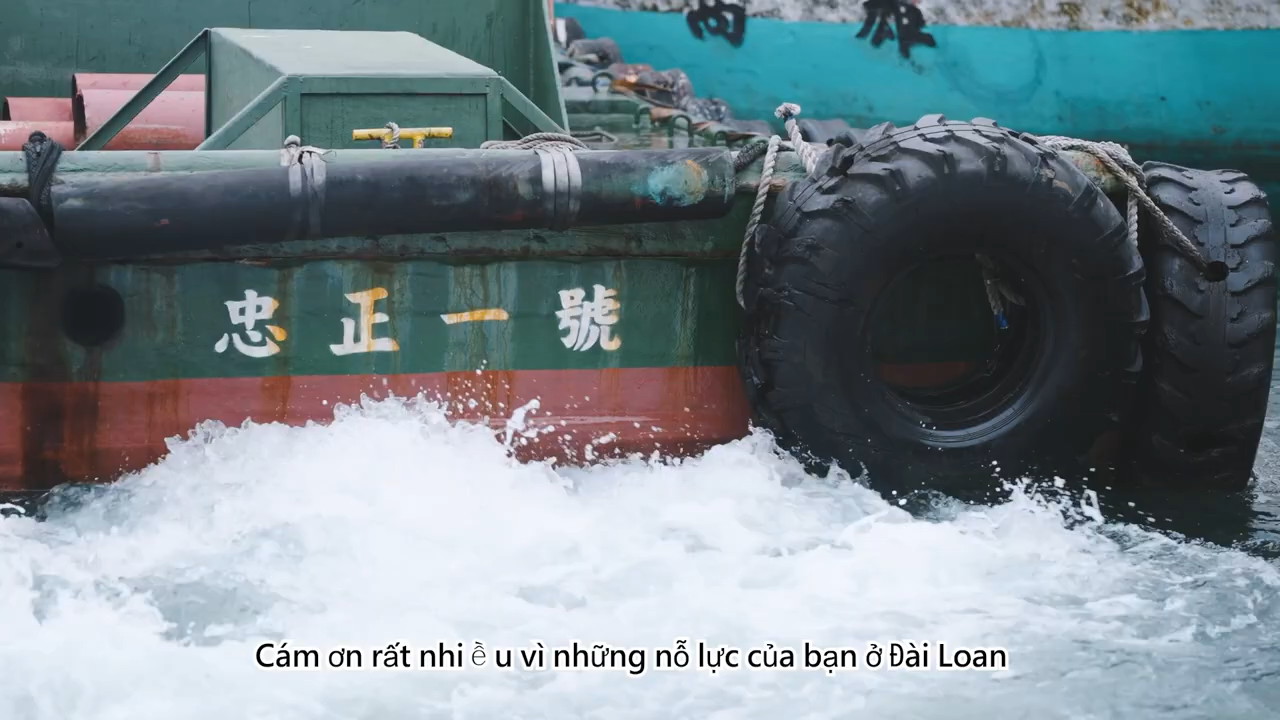 忠正一號
Cám ơn rất nhiều vì những nỗ lực của bạn ở Đài Loan